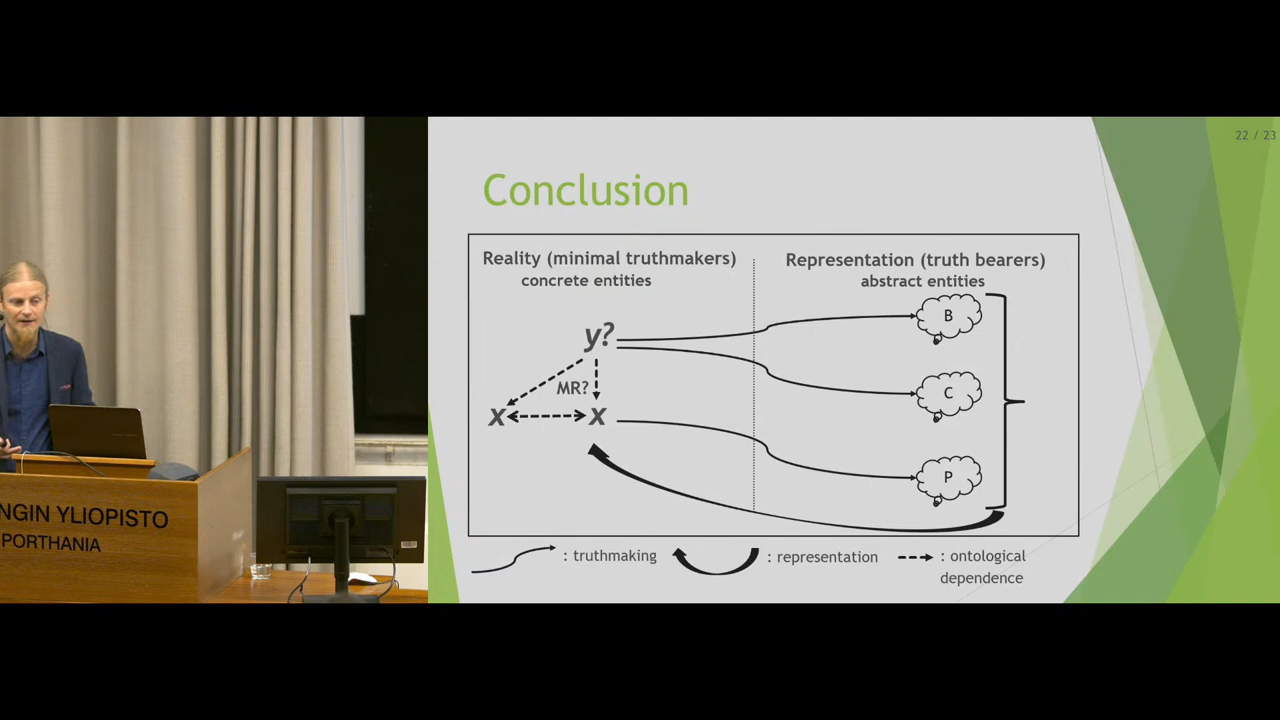 22 / 23
Conclusion
Reality (minimal truthmakers)
concrete entities
Representation (truth bearers)
abstract entities
B
y?
MR?
C
x
x
P
: truthmaking
: representation
: ontological
dependence
NGIN YLIOPISTO
PORTHANIA